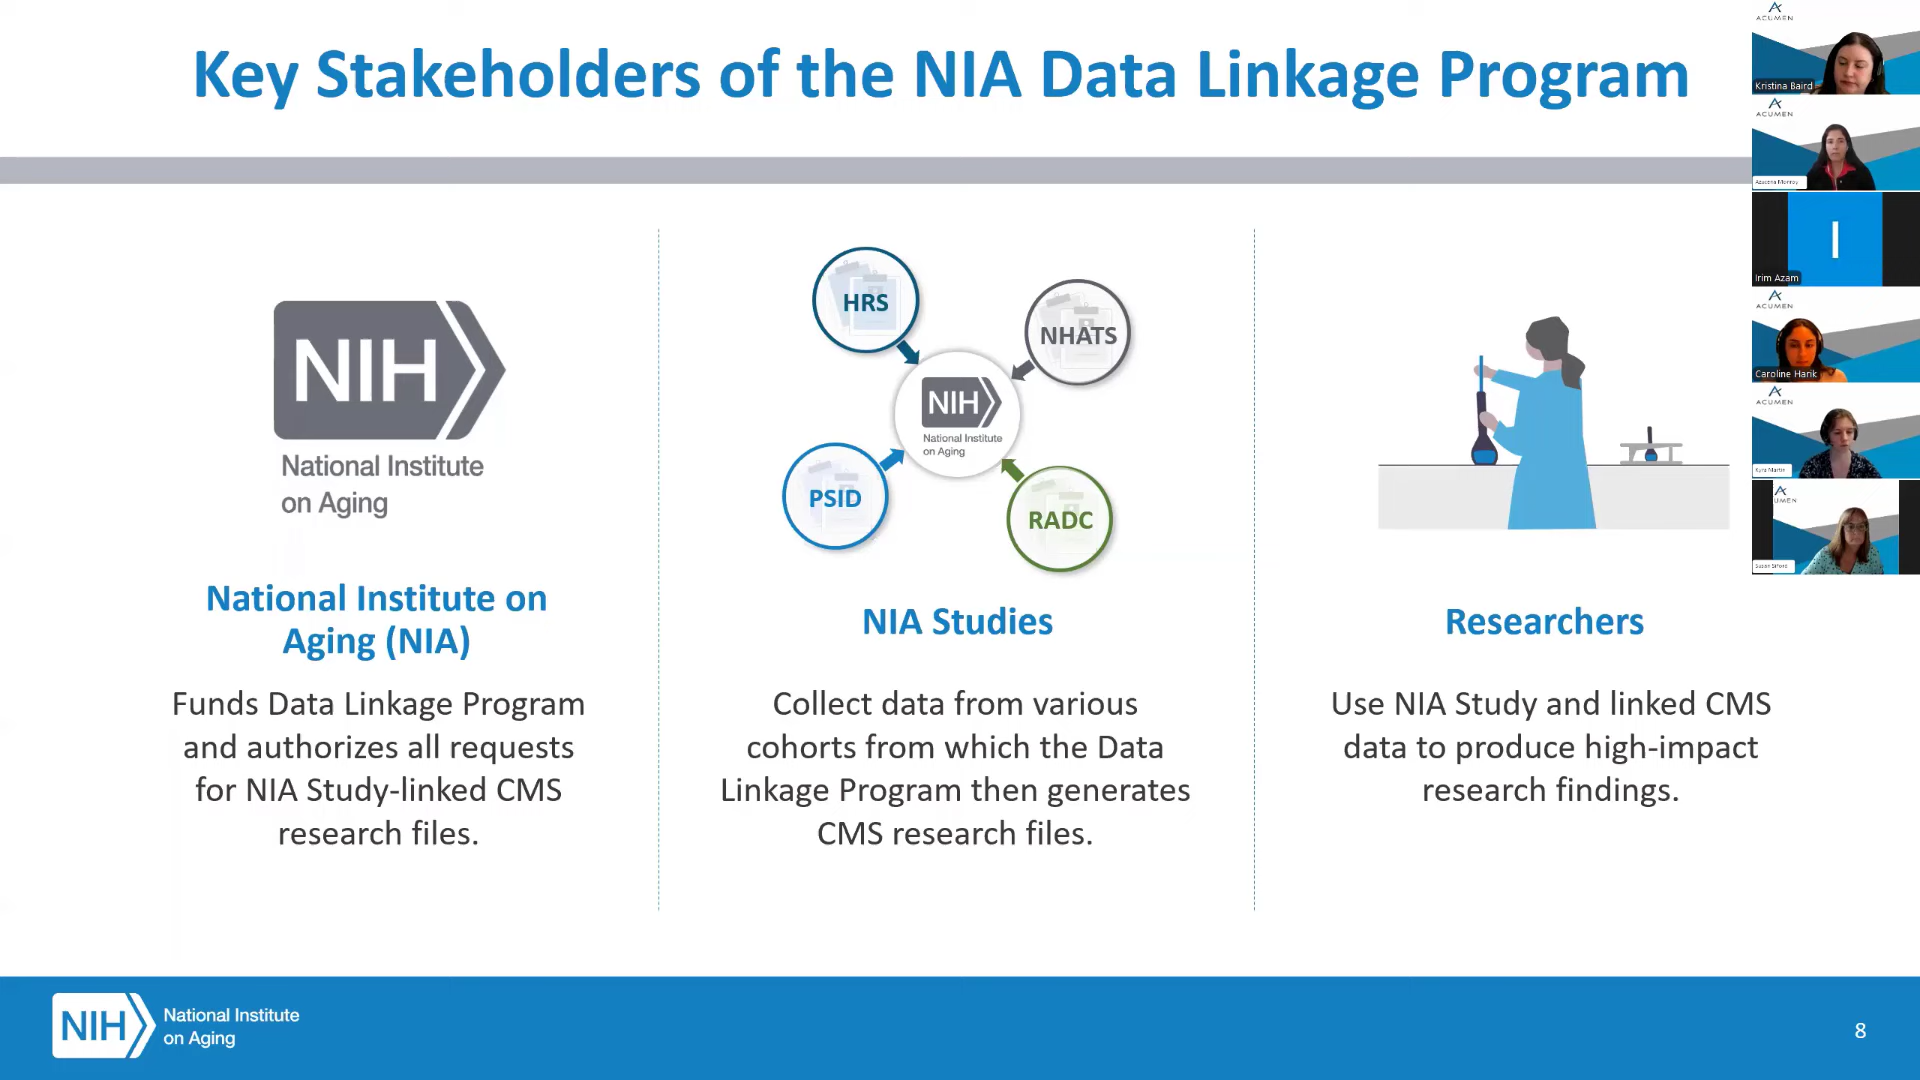 Key Stakeholders of the NIA Data Linkage Program
NIH
National Institute
on Aging
National Institute on
Aging (NIA)
Funds Data Linkage Program
and authorizes all requests
for NIA Study-linked CMS
research files.
HRS
NHATS
NIH
National Institute
on Aging
PSID
RADC
NIA Studies
Collect data from various
cohorts from which the Data
Linkage Program then generates
CMS research files.
Researchers
Use NIA Study and linked CMS
data to produce high-impact
research findings.
ACUMEN
Kristina Baird
ACUMEN
Azucena Monroy
I
Irim Azam
ACUMEN
Caroline Harik
ACUMEN
Kyra Martin
ACUMEN
NIH
National Institute
on Aging
8